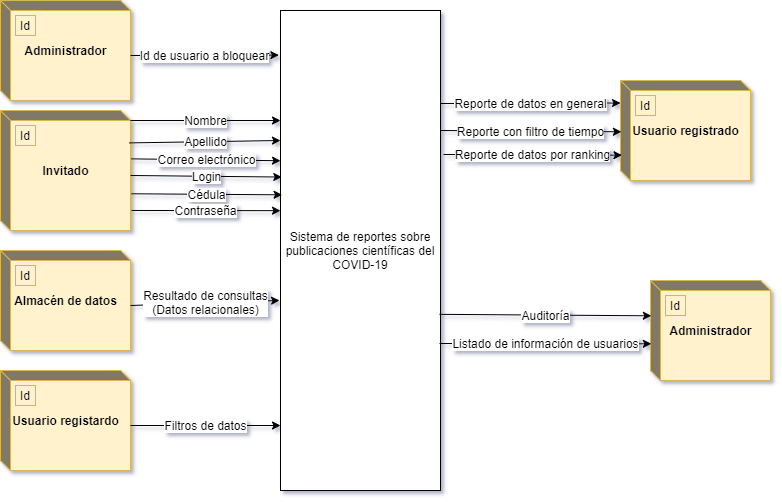 Id
Administrador
Id de usuario a bloquear
Id
Invitado
Nombre
Apellido
Correo electrónico
Login
Cédula
Contraseña
Id
Almacén de datos
Resultado de consultas
(Datos relacionales)
Id
Usuario registardo
Filtros de datos
Sistema de reportes sobre
publicaciones científicas del
COVID-19
Reporte de datos en general
Reporte con filtro de tiempo
Reporte de datos por ranking
Id
Usuario registrado
Auditoría
Listado de información de usuarios
Id
Administrador